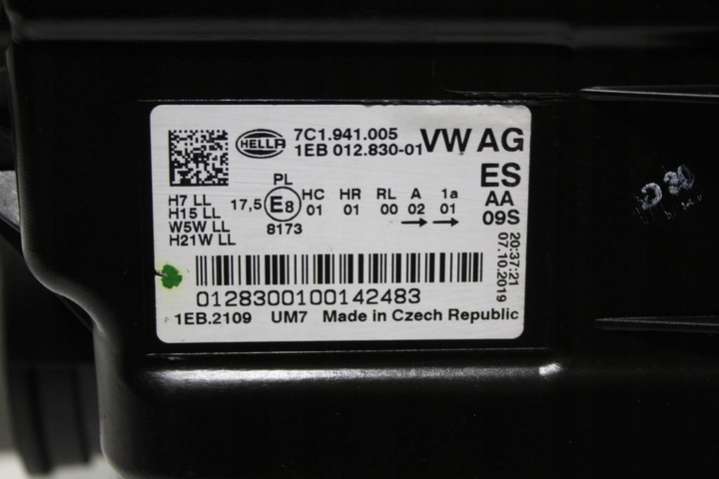 HELLA
7C1.941.005
1EB 012.830-01
VW AG
ES
AA
09S
20:37:21
07.10.2019
H7 LL
H15 LL
W5W LL
H21W LL
17,5
PL
E8
8173
HC HR RL A 1a
01 01 00 02 01
→ →
0128300100142483
1EB.2109 UM7 Made in Czech Republic